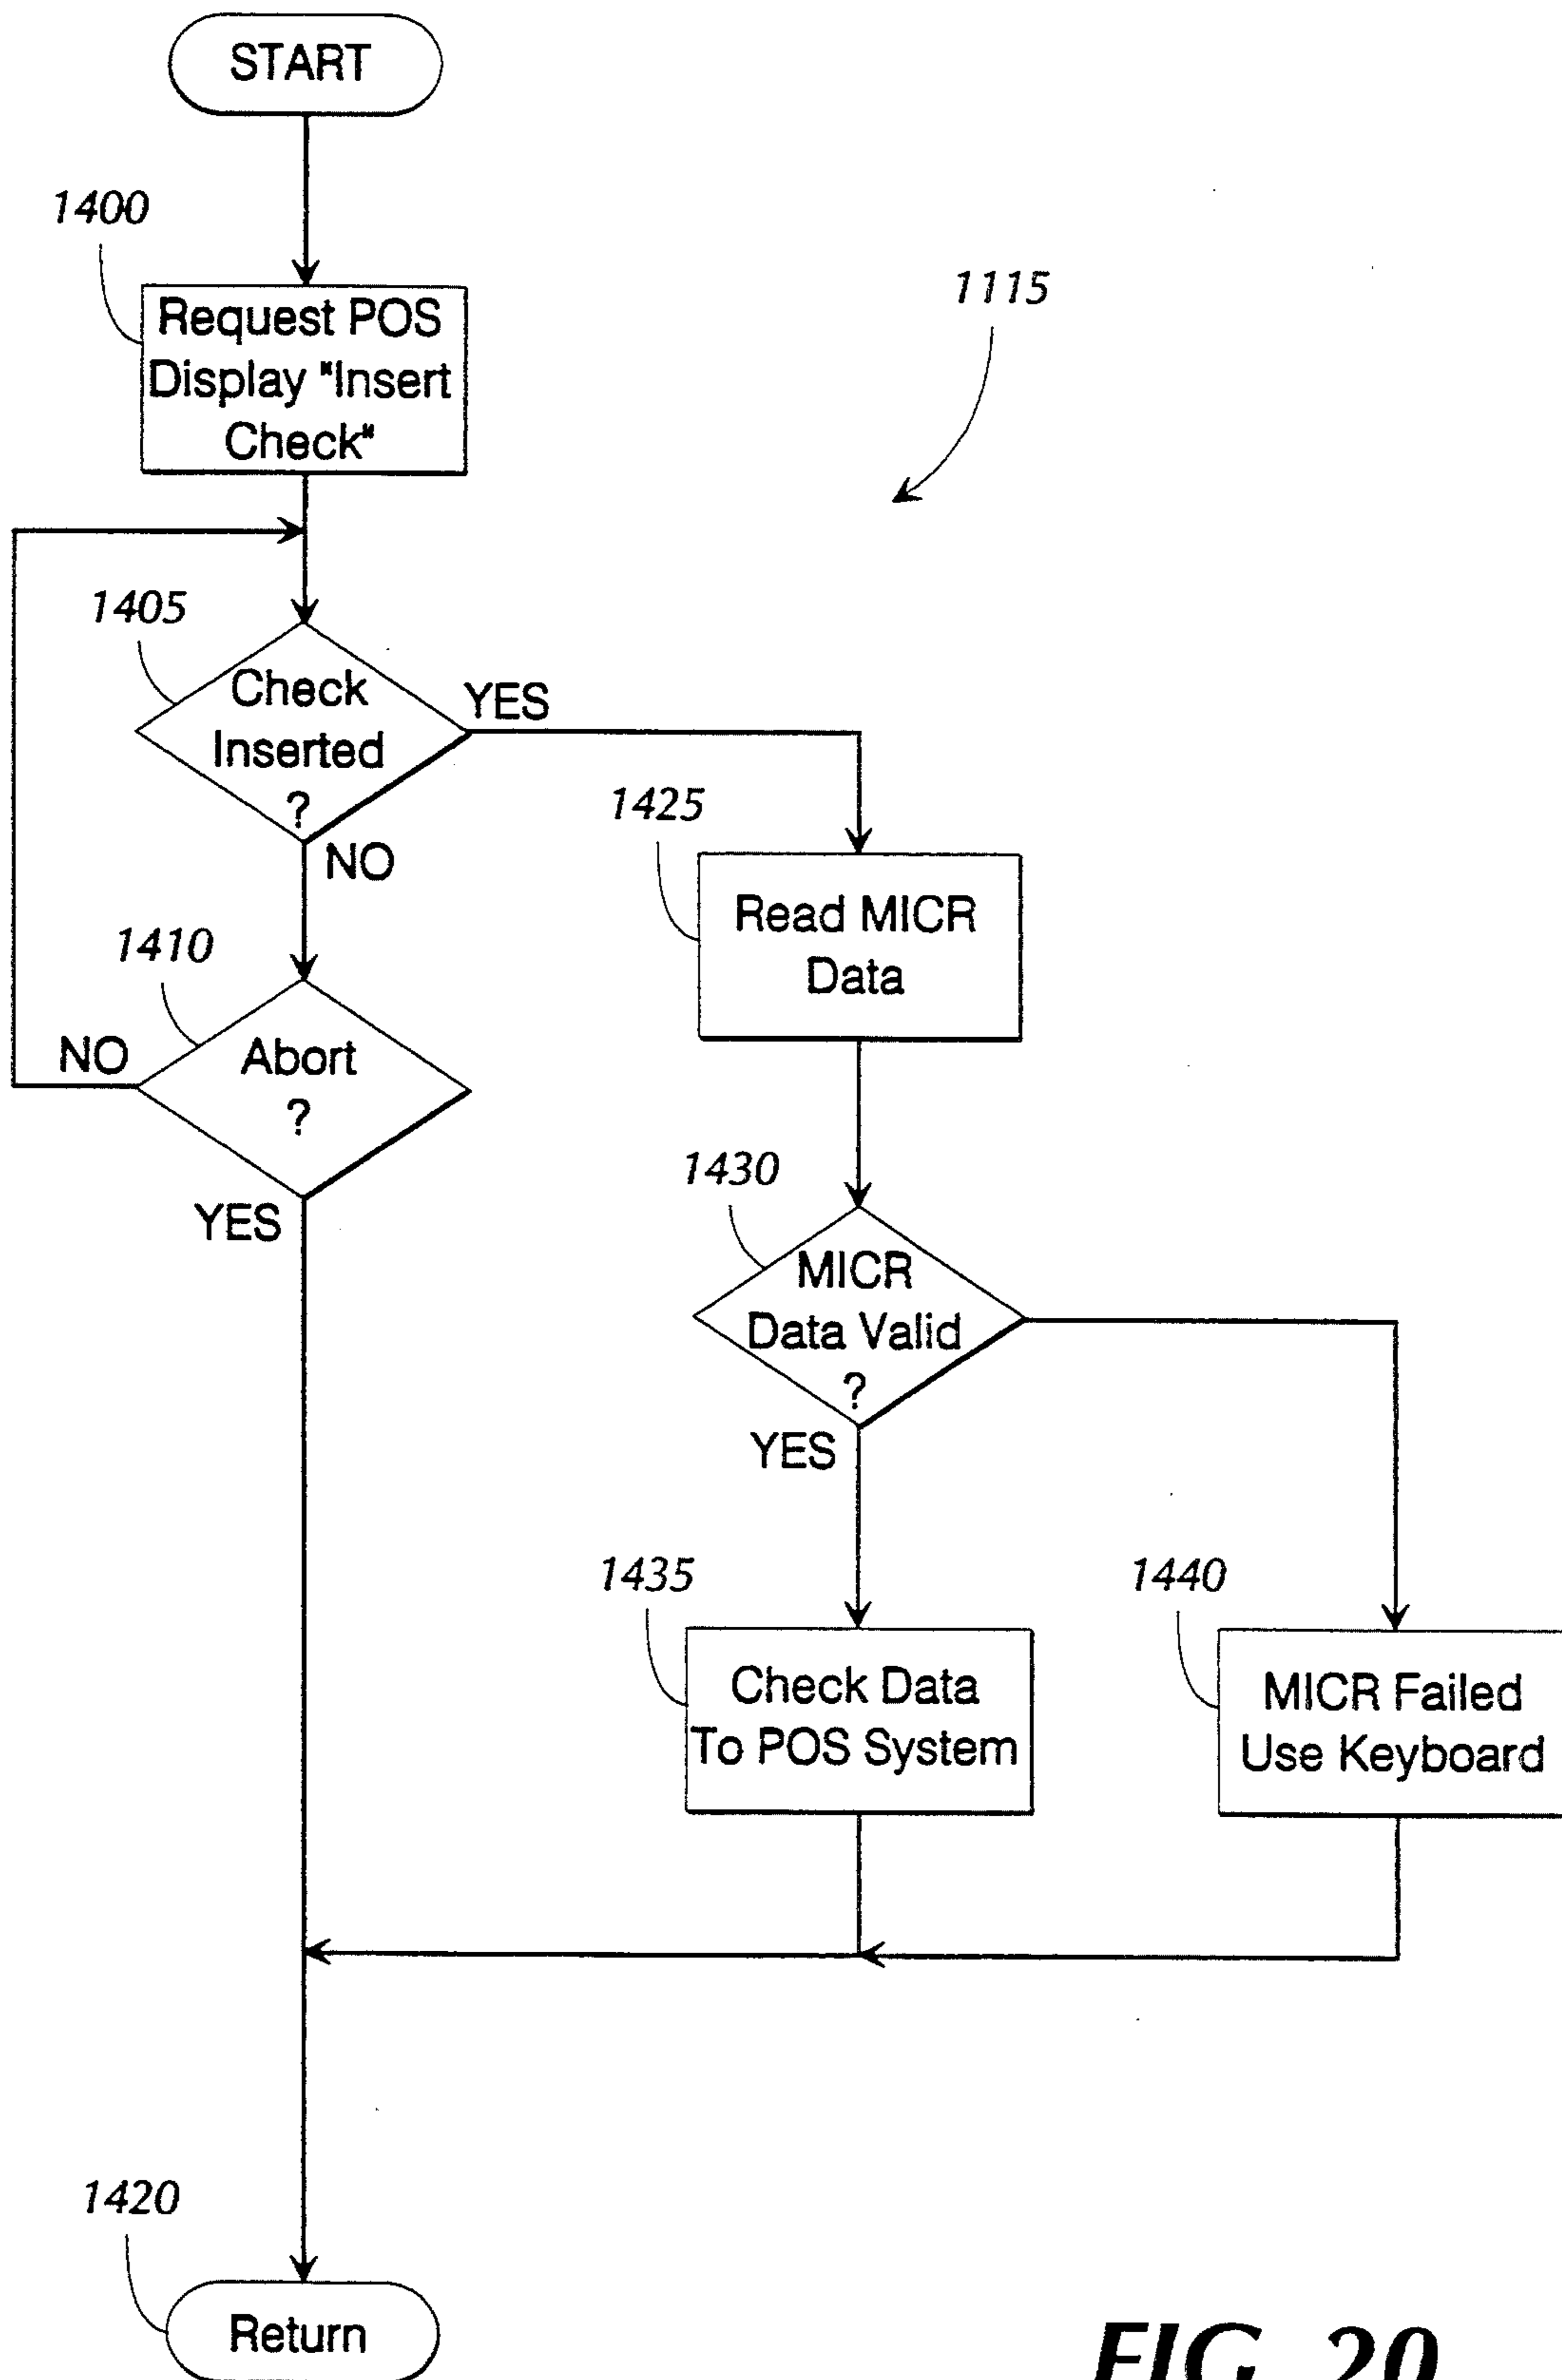 START
1400
Request POS
Display "Insert
Check"
1115
1405
Check
Inserted
?
YES
NO
1425
Read MICR
Data
1410
Abort
?
NO
YES
1430
MICR
Data Valid
?
YES
1435
Check Data
To POS System
1440
MICR Failed
Use Keyboard
1420
Return
FIG. 20